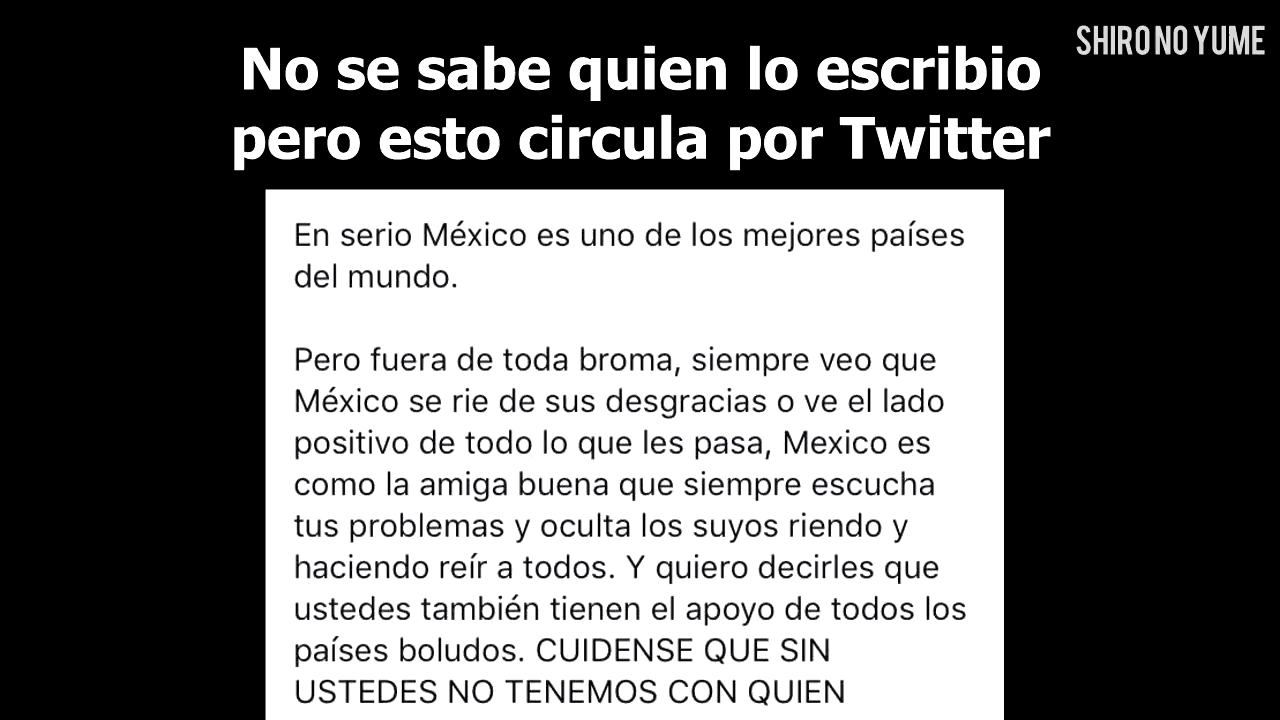 SHIRO NO YUME
No se sabe quien lo escribio
pero esto circula por Twitter
En serio México es uno de los mejores países
del mundo.
Pero fuera de toda broma, siempre veo que
México se rie de sus desgracias o ve el lado
positivo de todo lo que les pasa, Mexico es
como la amiga buena que siempre escucha
tus problemas y oculta los suyos riendo y
haciendo reír a todos. Y quiero decirles que
ustedes también tienen el apoyo de todos los
países boludos. CUIDENSE QUE SIN
USTEDES NO TENEMOS CON QUIEN